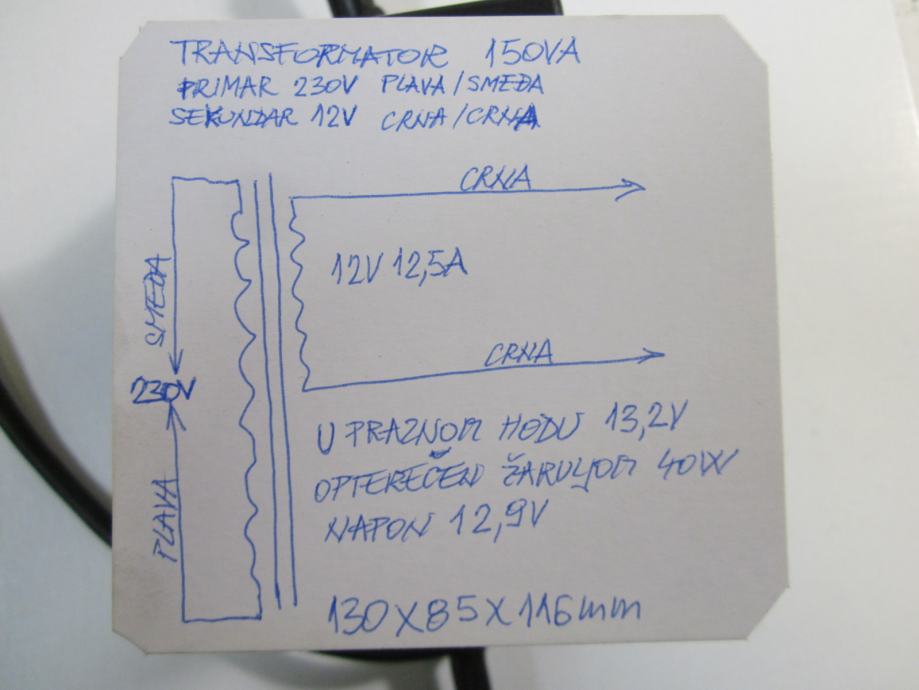 TRANSFORMATOR 150VA
PRIMAR 230V PLAVA/SMEĐA
SEKUNDAR 12V CRNA/CRNA
CRNA
SMEĐA
12V 12,5A
CRNA
230V
U PRAZNOM HODU 13,2V
OPTEREČEN ŽARULJOM 40W
PLAVA
NAPON 12,9V
130X85X116mm